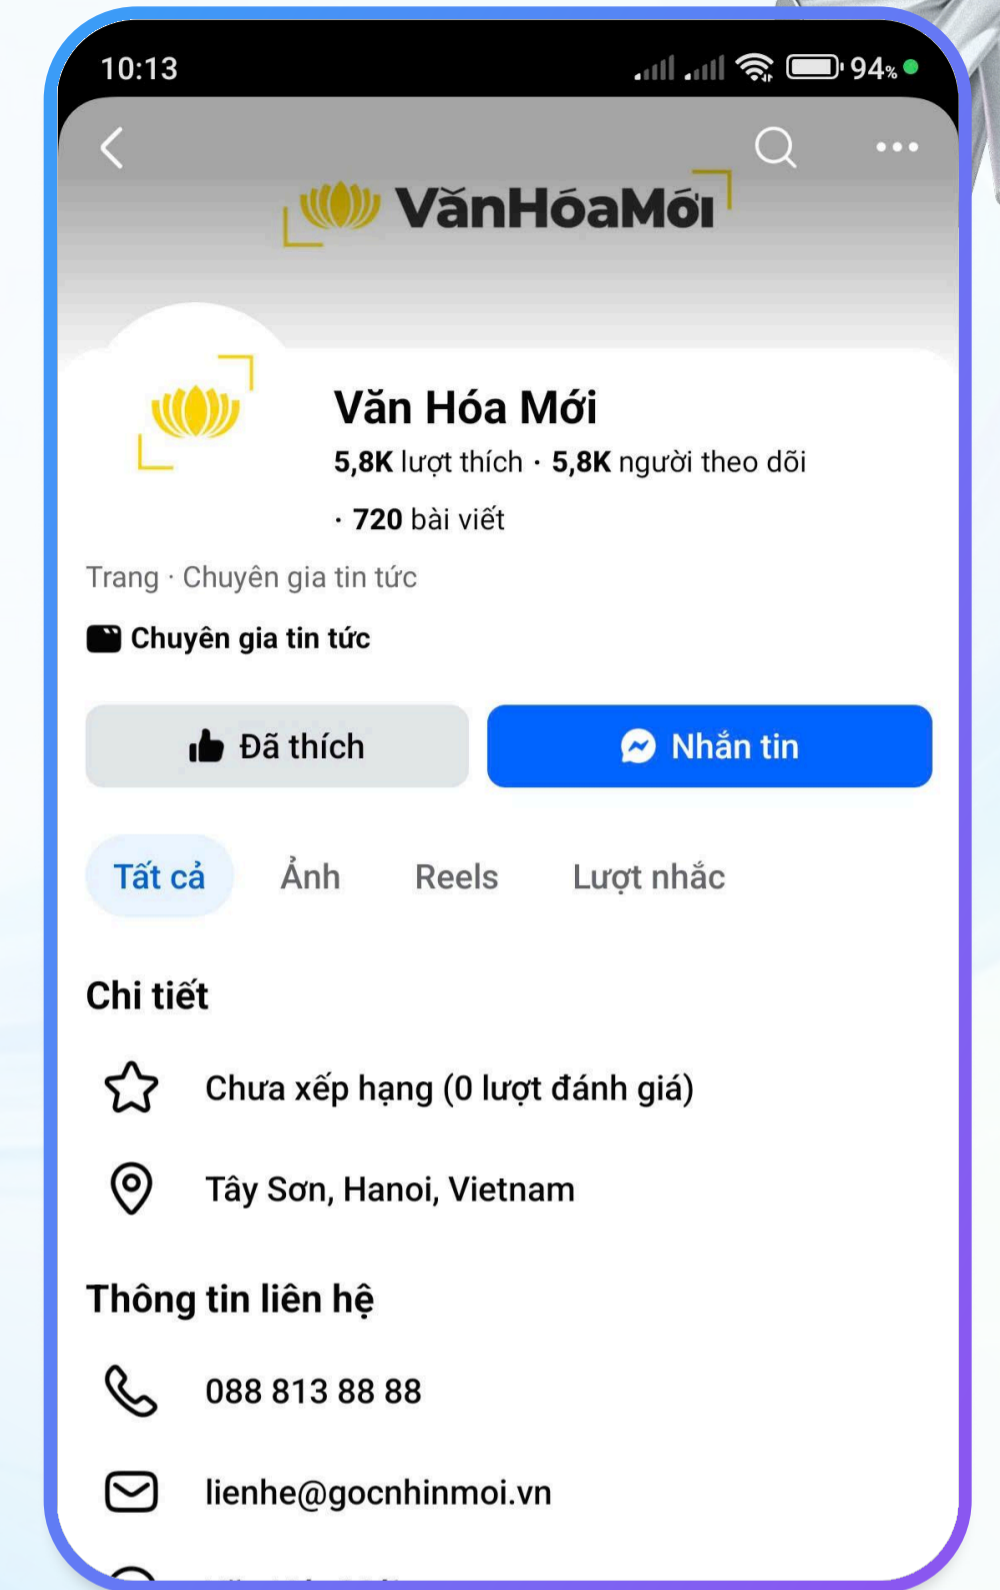 10:13
94%
VănHóaMới
Văn Hóa Mới
5,8K lượt thích · 5,8K người theo dõi
· 720 bài viết
Trang · Chuyên gia tin tức
Chuyên gia tin tức
Đã thích
Nhắn tin
Tất cả
Ảnh
Reels
Lượt nhắc
Chi tiết
Chưa xếp hạng (0 lượt đánh giá)
Tây Sơn, Hanoi, Vietnam
Thông tin liên hệ
088 813 88 88
lienhe@gocnhinmoi.vn